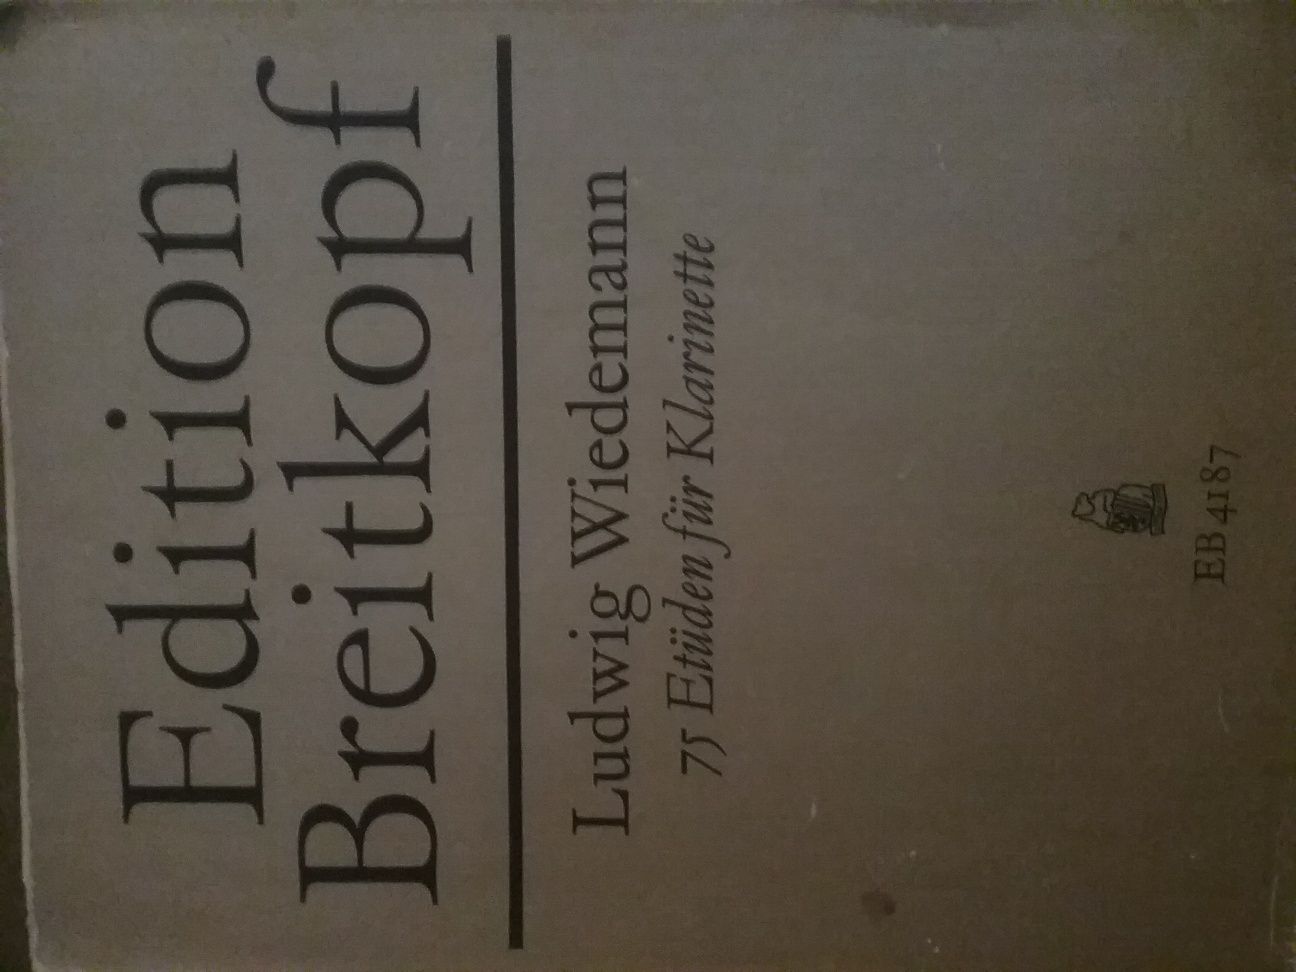 Edition
Breitkopf
Ludwig Wiedemann
75 Etüden für Klarinette
EB 4187